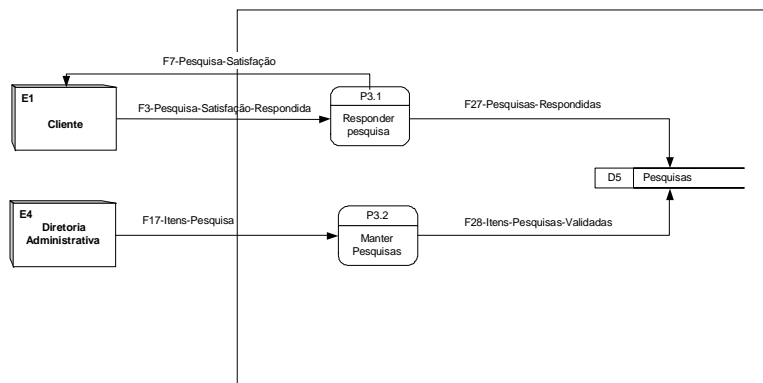 F7-Pesquisa-Satisfação
E1
Cliente
F3-Pesquisa-Satisfação-Respondida
P3.1
Responder
pesquisa
F27-Pesquisas-Respondidas
D5
Pesquisas
E4
Diretoria
Administrativa
F17-Itens-Pesquisa
P3.2
Manter
Pesquisas
F28-Itens-Pesquisas-Validadas